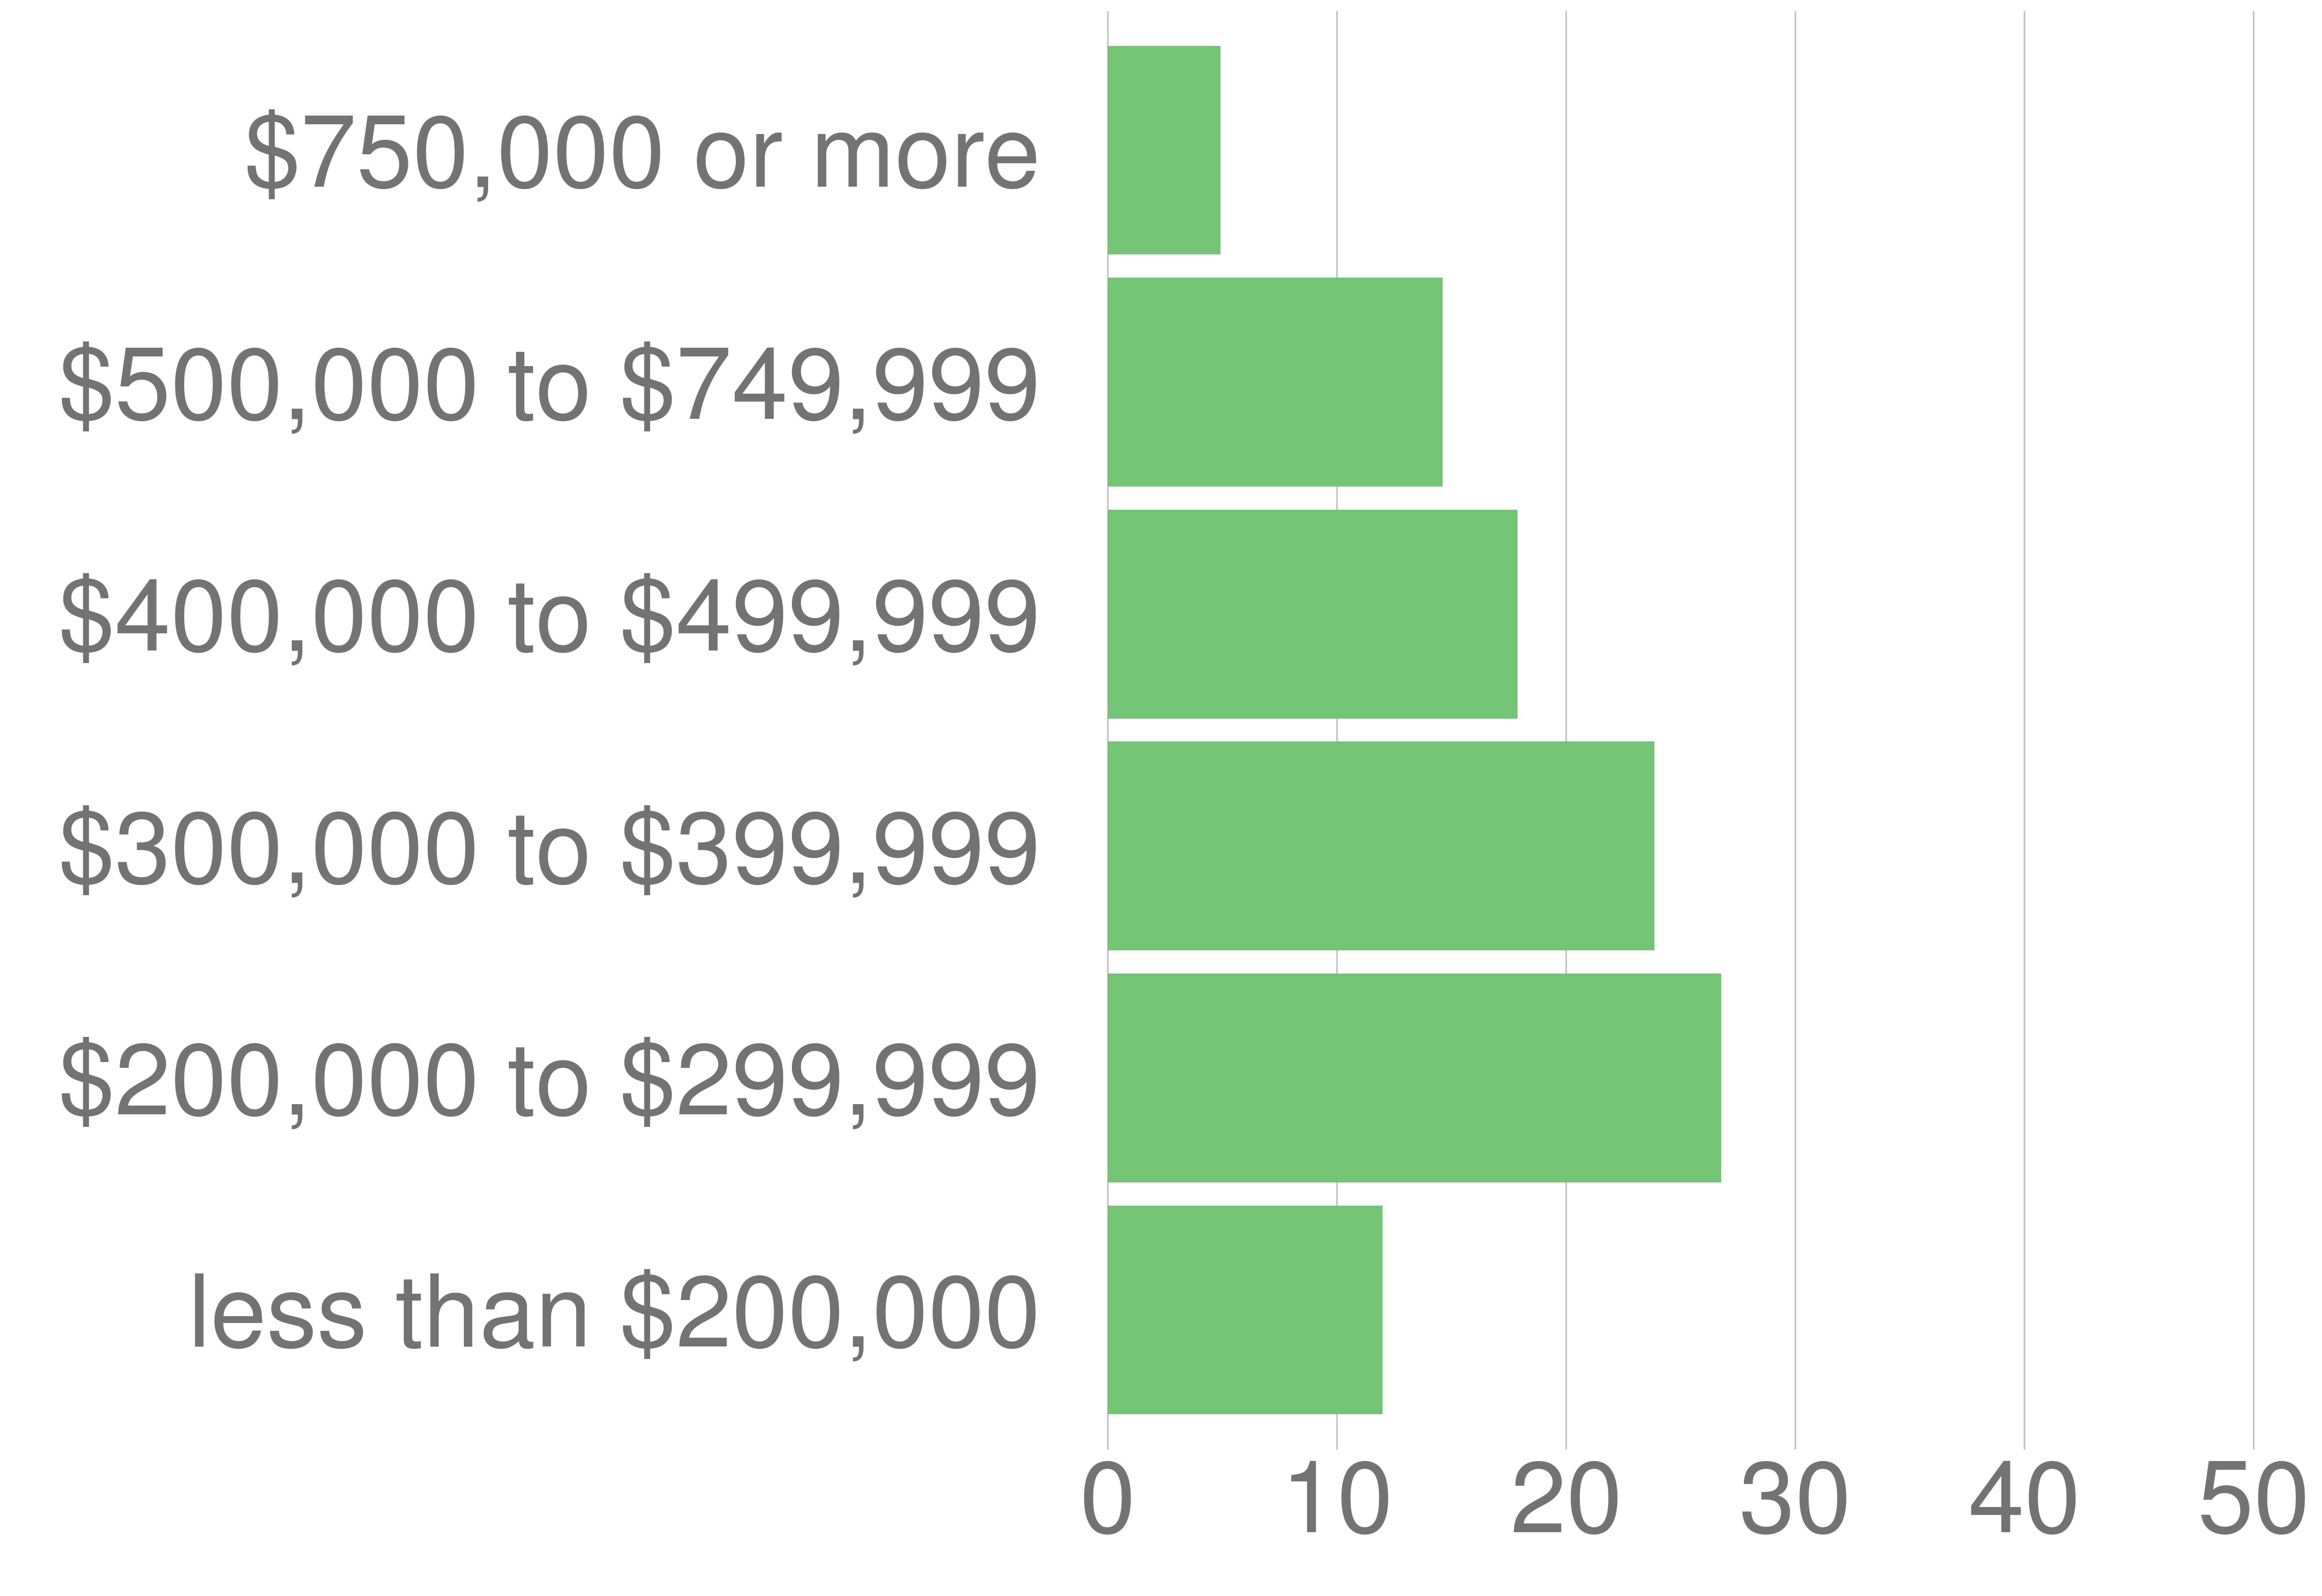 $750,000 or more
$500,000 to $749,999
$400,000 to $499,999
$300,000 to $399,999
$200,000 to $299,999
less than $200,000
0 10 20 30 40 50